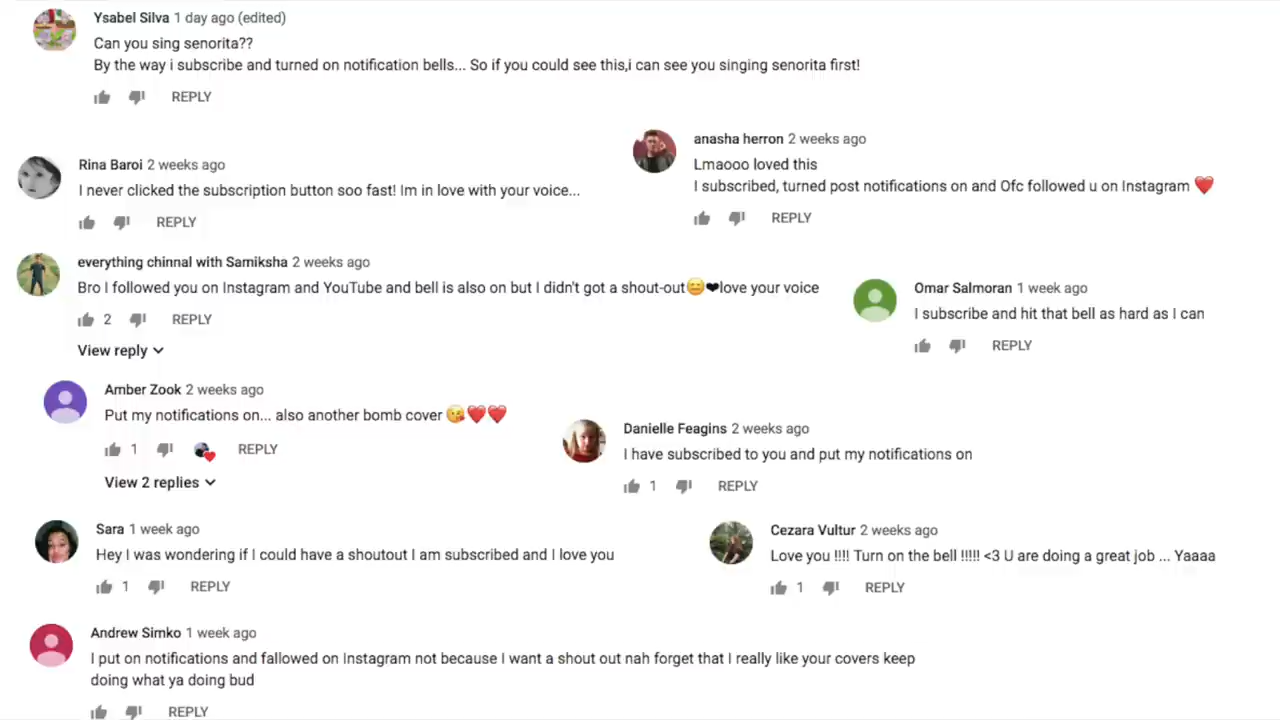 Ysabel Silva 1 day ago (edited)
Can you sing senorita??
By the way i subscribe and turned on notification bells... So if you could see this,i can see you singing senorita first!
REPLY
anasha herron 2 weeks ago
Lmaooo loved this
I subscribed, turned post notifications on and Ofc followed u on Instagram ❤️
REPLY
Rina Baroi 2 weeks ago
I never clicked the subscription button soo fast! Im in love with your voice...
REPLY
everything chinnal with Samiksha 2 weeks ago
Bro I followed you on Instagram and YouTube and bell is also on but I didn't got a shout-out😅❤love your voice
2 REPLY
View reply
Omar Salmoran 1 week ago
I subscribe and hit that bell as hard as I can
REPLY
Amber Zook 2 weeks ago
Put my notifications on... also another bomb cover 😘❤️❤️
1 REPLY
View 2 replies
Danielle Feagins 2 weeks ago
I have subscribed to you and put my notifications on
1 REPLY
Sara 1 week ago
Hey I was wondering if I could have a shoutout I am subscribed and I love you
1 REPLY
Cezara Vultur 2 weeks ago
Love you !!!! Turn on the bell !!!!! <3 U are doing a great job ... Yaaaa
1 REPLY
Andrew Simko 1 week ago
I put on notifications and fallowed on Instagram not because I want a shout out nah forget that I really like your covers keep
doing what ya doing bud
REPLY